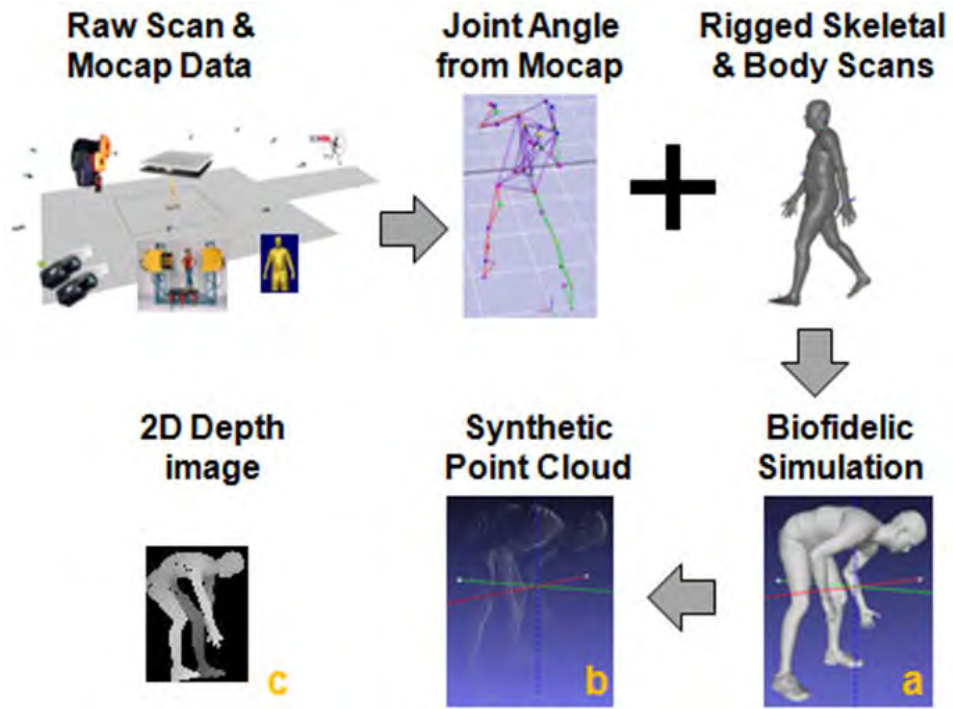 Raw Scan &
Mocap Data
Joint Angle
from Mocap
Rigged Skeletal
& Body Scans
2D Depth
image
Synthetic
Point Cloud
Biofidelic
Simulation
c
b
a